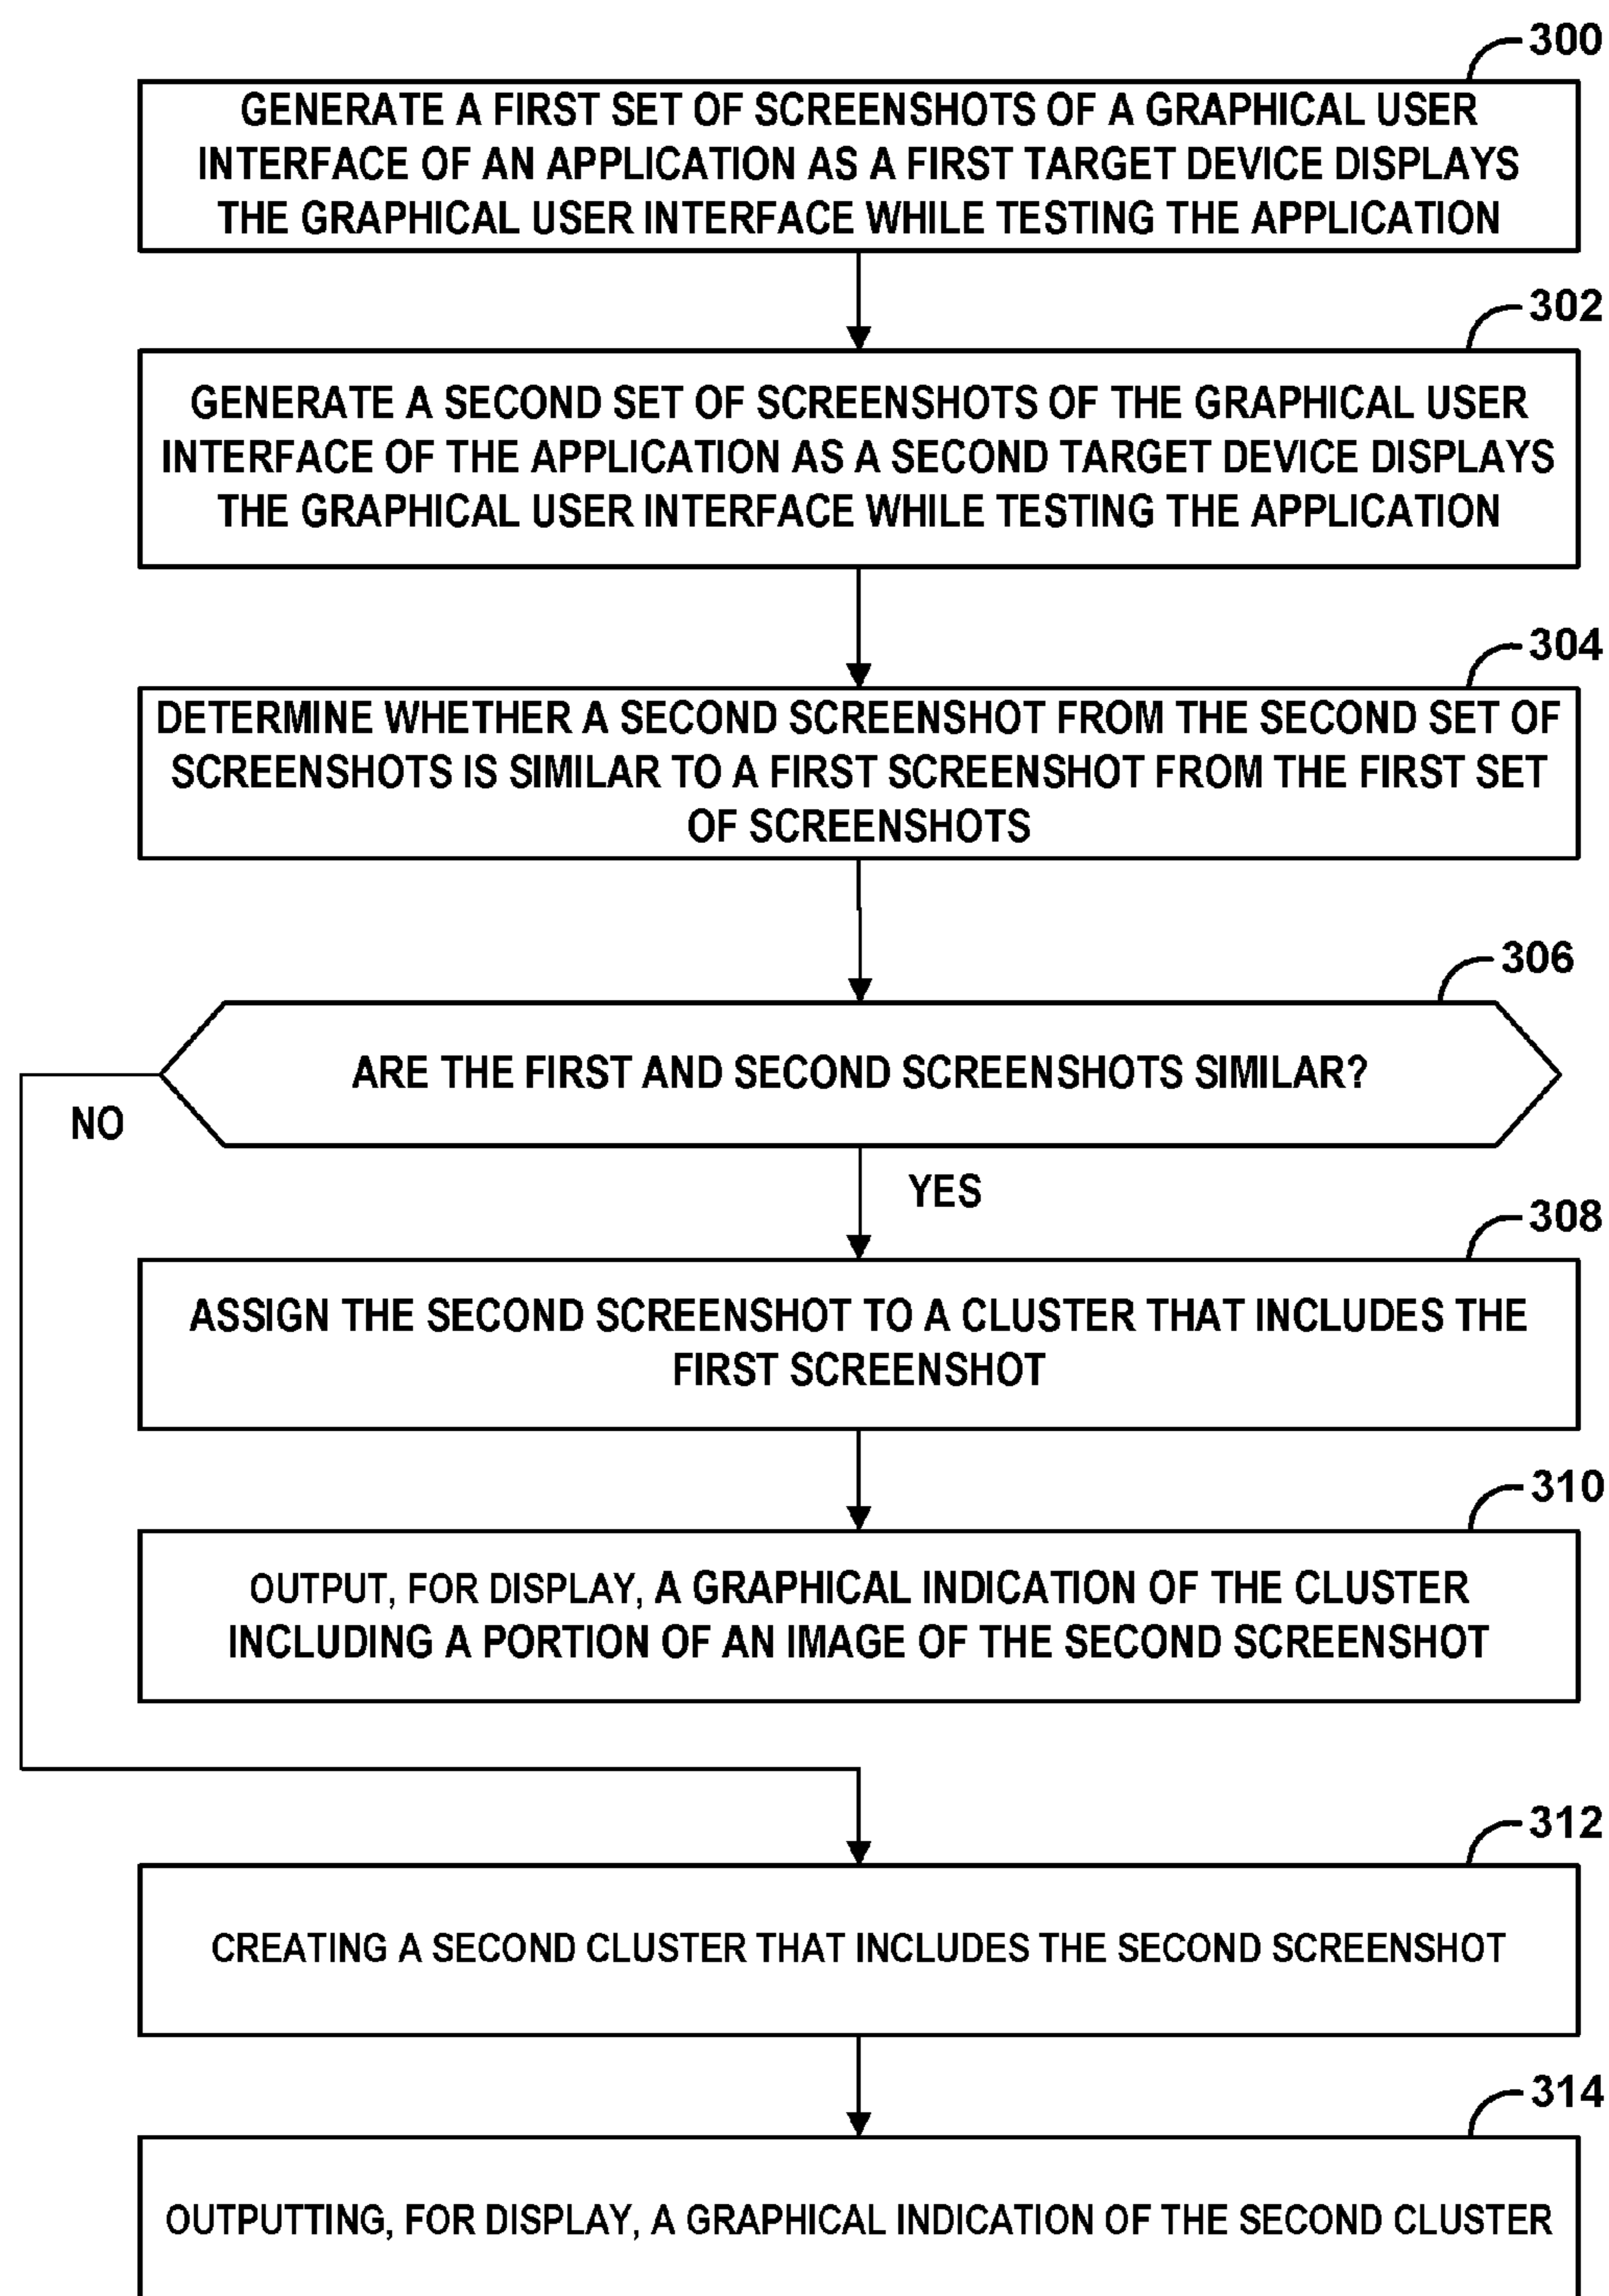 300
GENERATE A FIRST SET OF SCREENSHOTS OF A GRAPHICAL USER
INTERFACE OF AN APPLICATION AS A FIRST TARGET DEVICE DISPLAYS
THE GRAPHICAL USER INTERFACE WHILE TESTING THE APPLICATION
302
GENERATE A SECOND SET OF SCREENSHOTS OF THE GRAPHICAL USER
INTERFACE OF THE APPLICATION AS A SECOND TARGET DEVICE DISPLAYS
THE GRAPHICAL USER INTERFACE WHILE TESTING THE APPLICATION
304
DETERMINE WHETHER A SECOND SCREENSHOT FROM THE SECOND SET OF
SCREENSHOTS IS SIMILAR TO A FIRST SCREENSHOT FROM THE FIRST SET
OF SCREENSHOTS
306
ARE THE FIRST AND SECOND SCREENSHOTS SIMILAR?
NO
YES
308
ASSIGN THE SECOND SCREENSHOT TO A CLUSTER THAT INCLUDES THE
FIRST SCREENSHOT
310
OUTPUT, FOR DISPLAY, A GRAPHICAL INDICATION OF THE CLUSTER
INCLUDING A PORTION OF AN IMAGE OF THE SECOND SCREENSHOT
312
CREATING A SECOND CLUSTER THAT INCLUDES THE SECOND SCREENSHOT
314
OUTPUTTING, FOR DISPLAY, A GRAPHICAL INDICATION OF THE SECOND CLUSTER